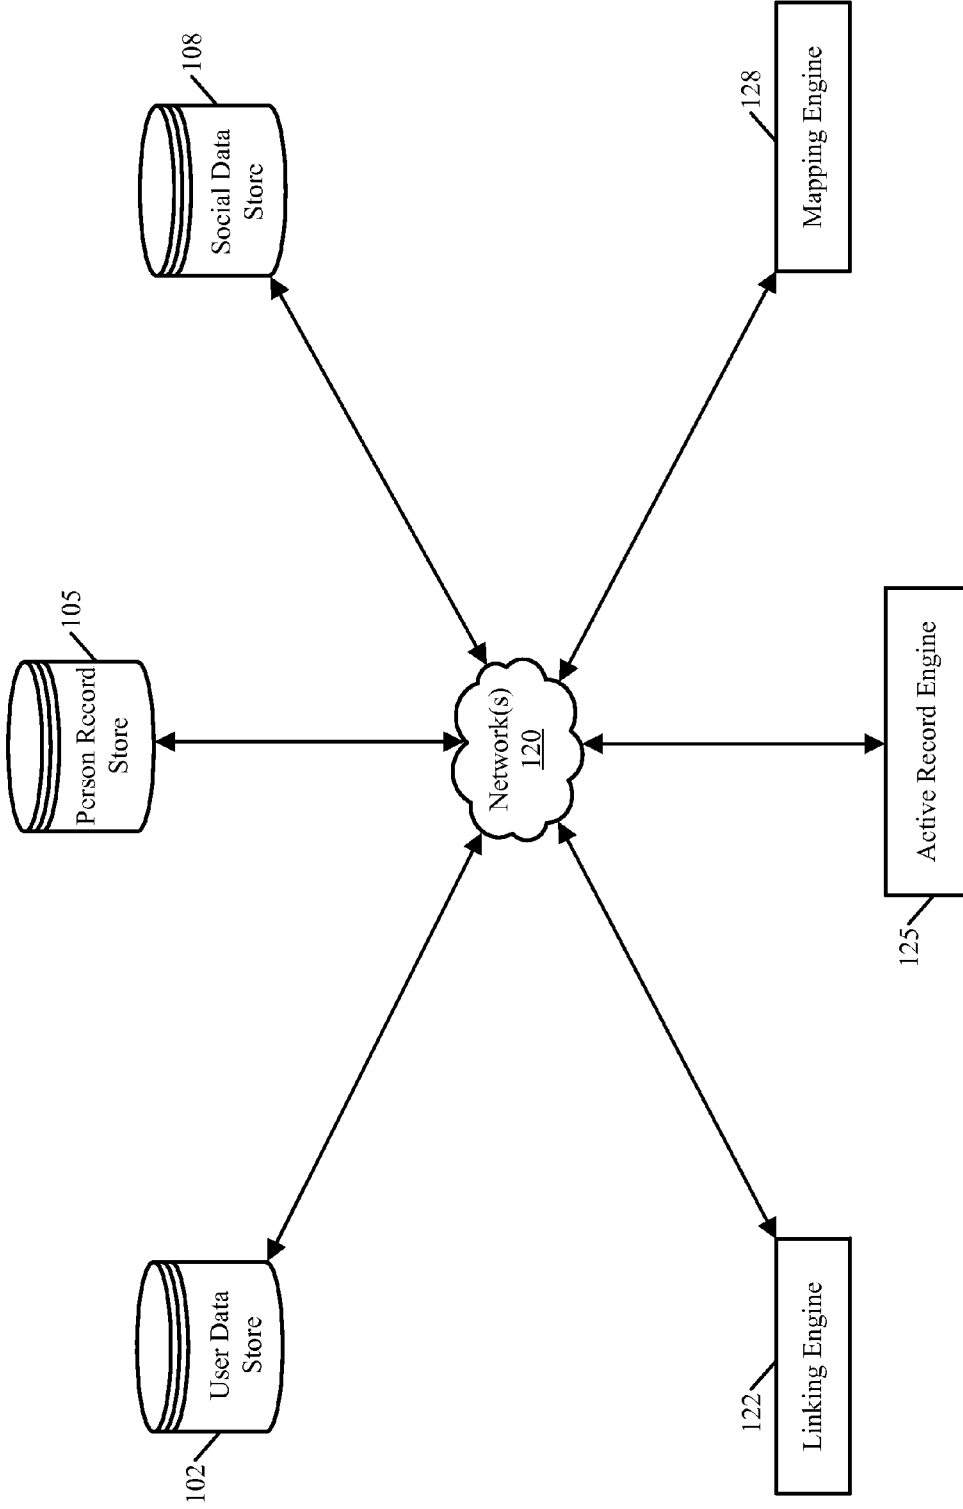 102
User Data
Store
Person Record
Store
105
Social Data
Store
108
Network(s)
120
122
Linking Engine
125
Active Record Engine
128
Mapping Engine